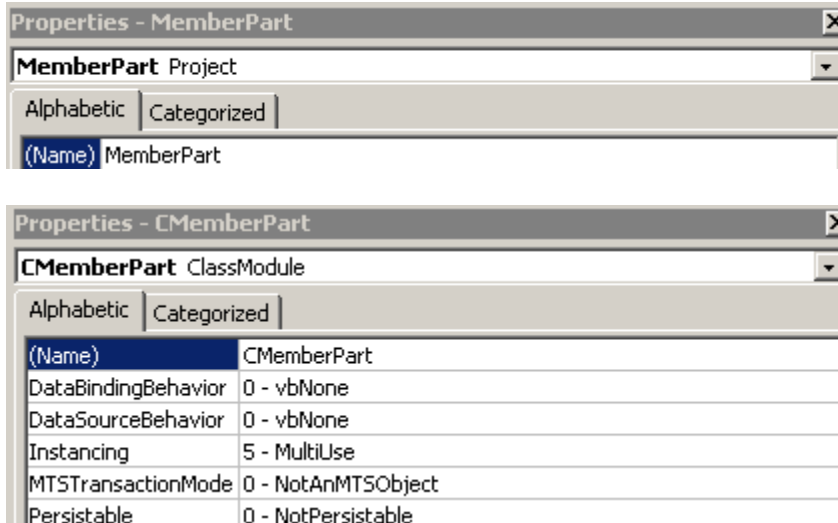 Properties - MemberPart
MemberPart Project
Alphabetic Categorized
(Name) MemberPart
Properties - CMemberPart
CMemberPart ClassModule
Alphabetic Categorized
(Name) CMemberPart
DataBindingBehavior 0 - vbNone
DataSourceBehavior 0 - vbNone
Instancing 5 - MultiUse
MTSTransactionMode 0 - NotAnMTSObject
Persistable 0 - NotPersistable